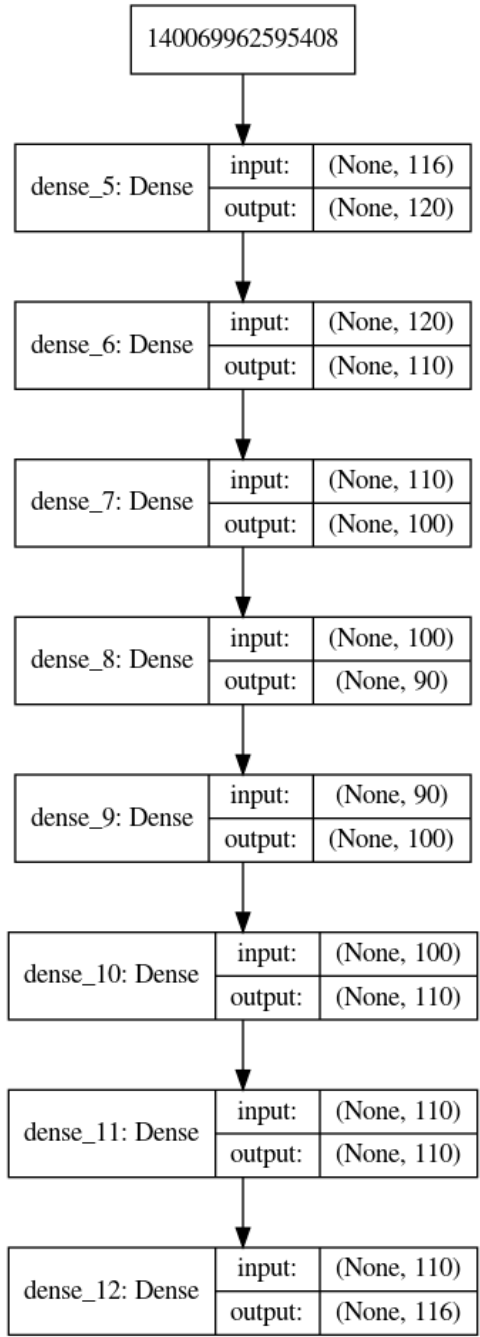 140069962595408
dense_5: Dense
input: (None, 116)
output: (None, 120)
dense_6: Dense
input: (None, 120)
output: (None, 110)
dense_7: Dense
input: (None, 110)
output: (None, 100)
dense_8: Dense
input: (None, 100)
output: (None, 90)
dense_9: Dense
input: (None, 90)
output: (None, 100)
dense_10: Dense
input: (None, 100)
output: (None, 110)
dense_11: Dense
input: (None, 110)
output: (None, 110)
dense_12: Dense
input: (None, 110)
output: (None, 116)